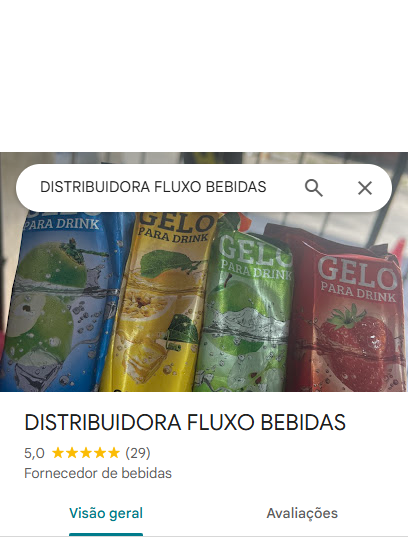 DISTRIBUIDORA FLUXO BEBIDAS
GELO
PARA DRINK
GELO
PARA DRINK
GELO
PARA DRINK
GELO
PARA DRINK
DISTRIBUIDORA FLUXO BEBIDAS
5,0 ★★★★★ (29)
Fornecedor de bebidas
Visão geral
Avaliações